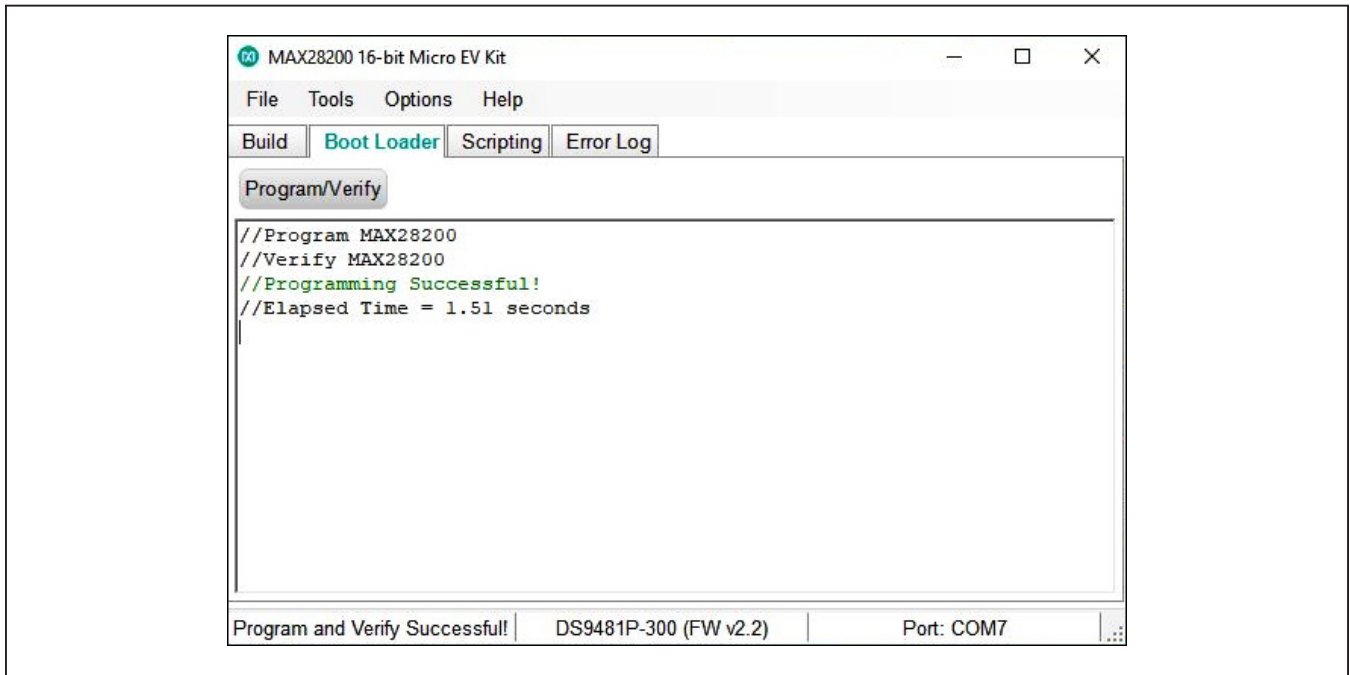 MAX28200 16-bit Micro EV Kit
File Tools Options Help
Build Boot Loader Scripting Error Log
Program/Verify
//Program MAX28200
//Verify MAX28200
//Programming Successful!
//Elapsed Time = 1.51 seconds
Program and Verify Successful! DS9481P-300 (FW v2.2) Port: COM7